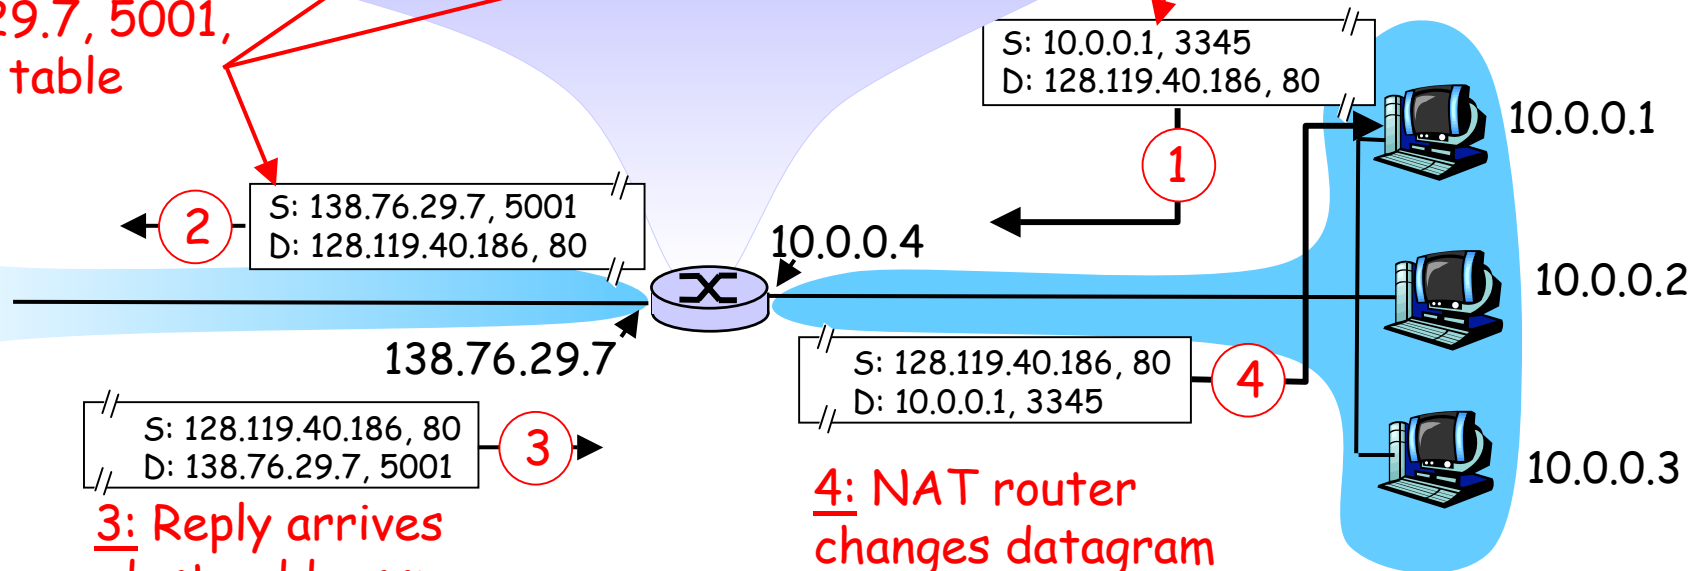 29.7, 5001,
table
S: 10.0.0.1, 3345
D: 128.119.40.186, 80
10.0.0.1
1
S: 138.76.29.7, 5001
D: 128.119.40.186, 80
2
10.0.0.4
10.0.0.2
138.76.29.7
S: 128.119.40.186, 80
D: 10.0.0.1, 3345
4
S: 128.119.40.186, 80
D: 138.76.29.7, 5001
3
10.0.0.3
3: Reply arrives
4: NAT router
changes datagram